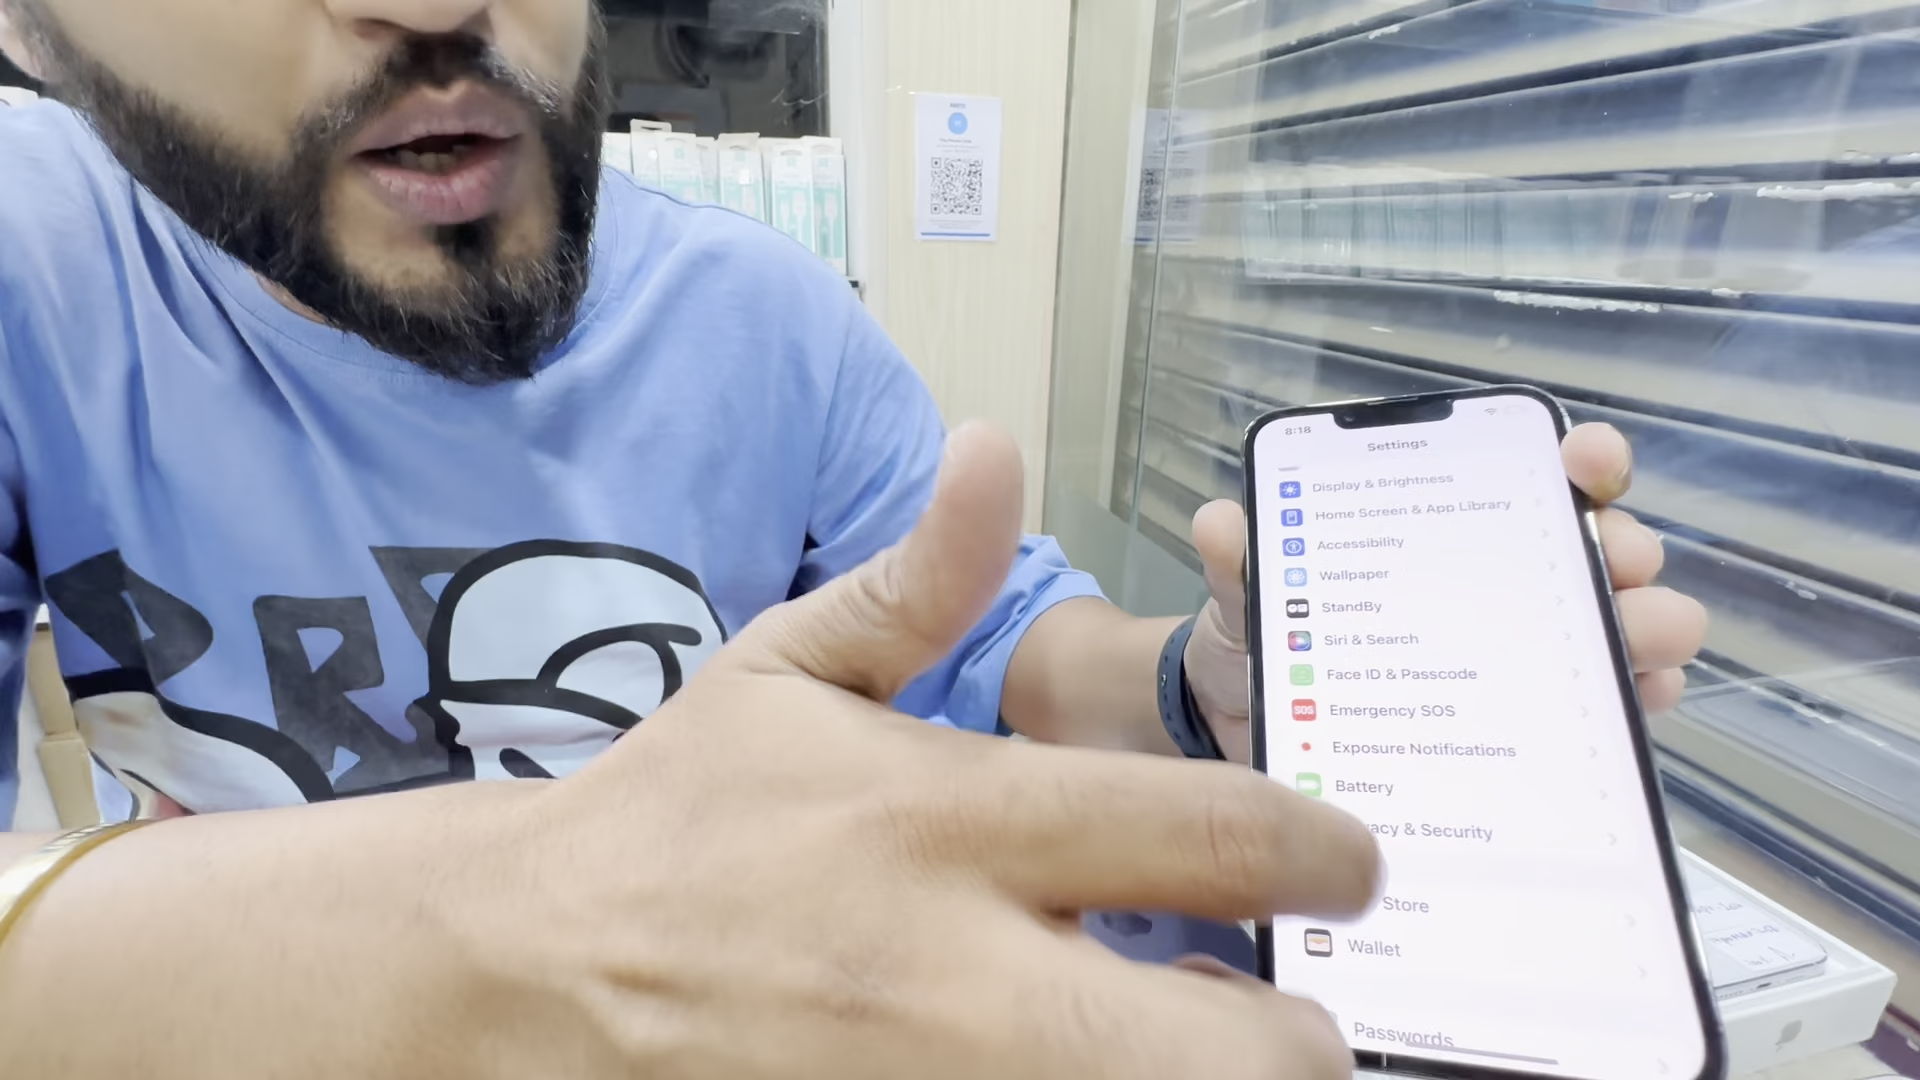 8:18
Settings
Display & Brightness
Home Screen & App Library
Accessibility
Wallpaper
StandBy
Siri & Search
Face ID & Passcode
SOS
Emergency SOS
Exposure Notifications
Battery
vacy & Security
Store
Wallet
Passwords